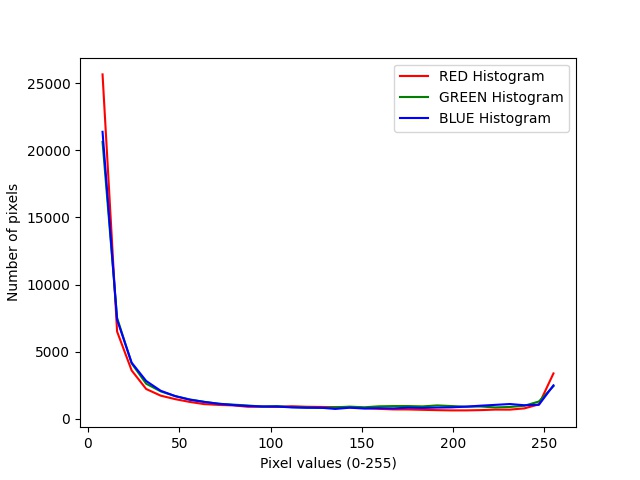 RED Histogram
GREEN Histogram
BLUE Histogram
Number of pixels
25000
20000
15000
10000
5000
0
0 50 100 150 200 250
Pixel values (0-255)